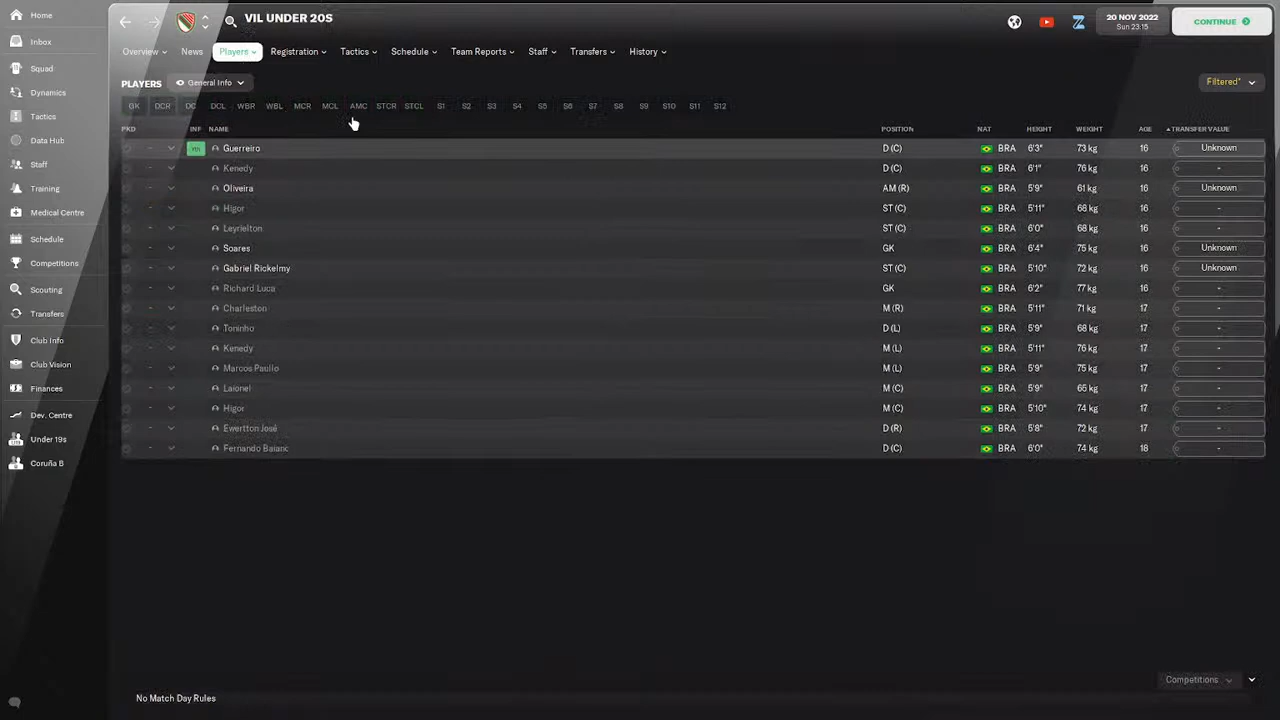 Home
Inbox
Squad
Dynamics
Tactics
Data Hub
Staff
Training
Medical Centre
Schedule
Competitions
Scouting
Transfers
Club Info
Club Vision
Finances
Dev. Centre
Under 19s
Coruña B
VIL UNDER 20S
20 NOV 2022
Sun 23:15
CONTINUE
Overview News Players Registration Tactics Schedule Team Reports Staff Transfers History
PLAYERS General Info Filtered*
GK DCR DC DCL WBR WBL MCR MCL AMC STCR STCL S1 S2 S3 S4 S5 S6 S7 S8 S9 S10 S11 S12
PKD INF NAME POSITION NAT HEIGHT WEIGHT AGE TRANSFER VALUE
- Yth Guerreiro D (C) BRA 6'3" 73 kg 16 Unknown
- Kenedy D (C) BRA 6'1" 76 kg 16 -
- Oliveira AM (R) BRA 5'9" 61 kg 16 Unknown
- Higor ST (C) BRA 5'11" 68 kg 16 -
- Leyrielton ST (C) BRA 6'0" 68 kg 16 -
- Soares GK BRA 6'4" 75 kg 16 Unknown
- Gabriel Rickelmy ST (C) BRA 5'10" 72 kg 16 Unknown
- Richard Luca GK BRA 6'2" 77 kg 16 -
- Charleston M (R) BRA 5'11" 71 kg 17 -
- Toninho D (L) BRA 5'9" 68 kg 17 -
- Kenedy M (L) BRA 5'11" 76 kg 17 -
- Marcos Paullo M (L) BRA 5'9" 75 kg 17 -
- Laionel M (C) BRA 5'9" 65 kg 17 -
- Higor M (C) BRA 5'10" 74 kg 17 -
- Ewertton José D (R) BRA 5'8" 72 kg 17 -
- Fernando Baianc D (C) BRA 6'0" 74 kg 18 -
Competitions
No Match Day Rules